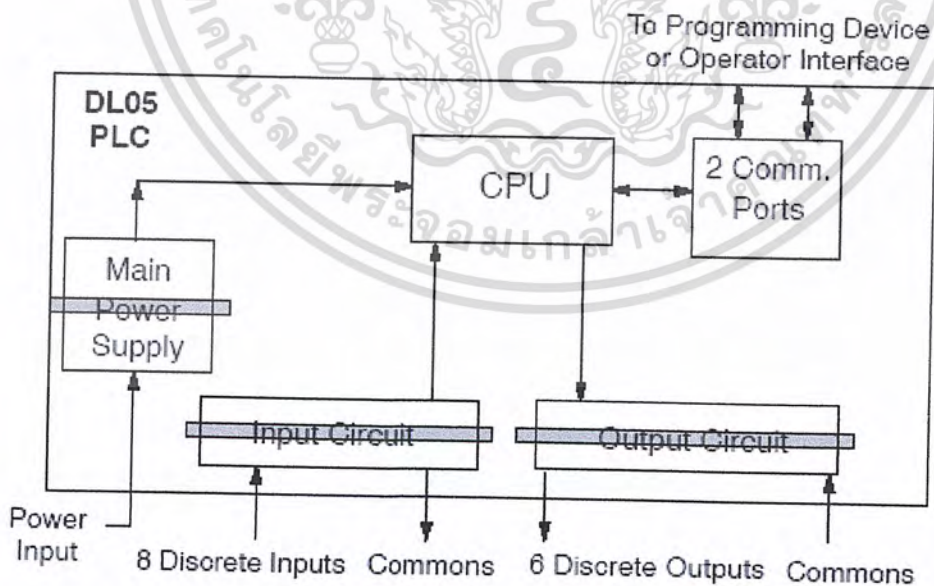 To Programming Device
or Operator Interface
DL05
PLC
CPU
2 Comm.
Ports
Main
Power
Supply
Input Circuit
Output Circuit
Power
Input
8 Discrete Inputs
Commons
6 Discrete Outputs
Commons